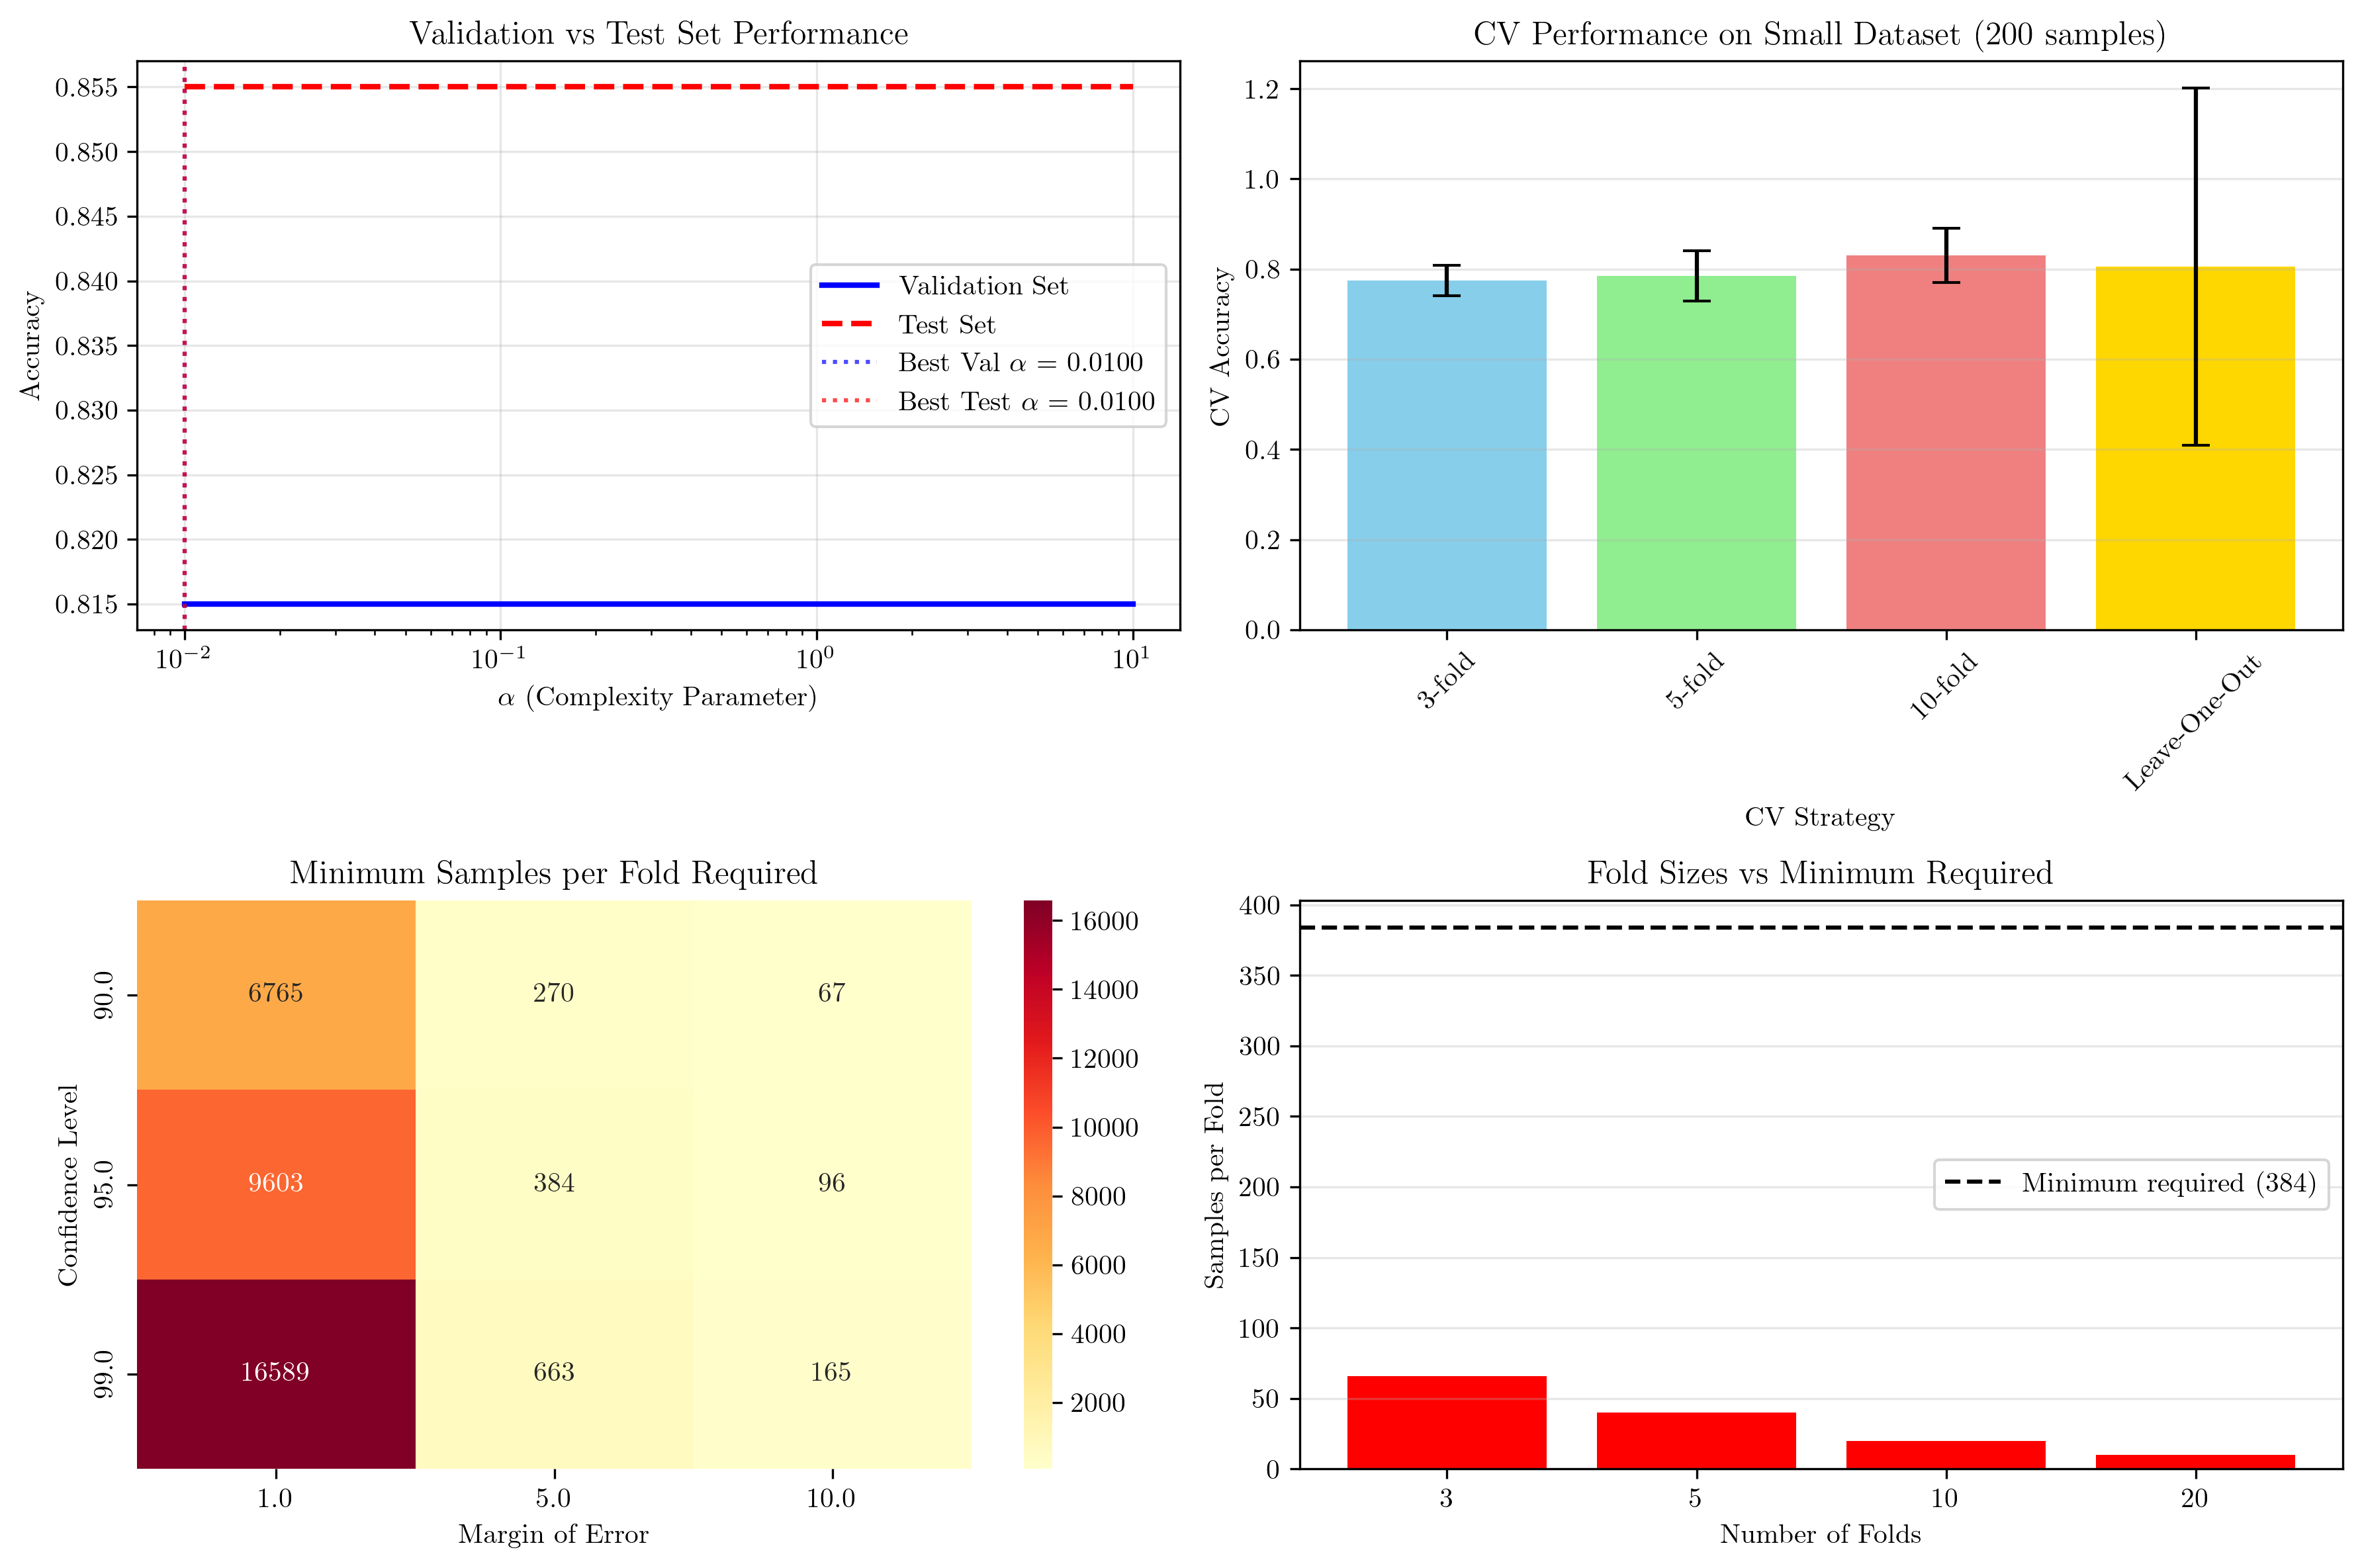 Validation vs Test Set Performance
Accuracy
0.855
0.850
0.845
0.840
0.835
0.830
0.825
0.820
0.815
Validation Set
Test Set
Best Val α = 0.0100
Best Test α = 0.0100
10⁻² 10⁻¹ 10⁰ 10¹
α (Complexity Parameter)
CV Performance on Small Dataset (200 samples)
CV Accuracy
1.2
1.0
0.8
0.6
0.4
0.2
0.0
3-fold
5-fold
10-fold
Leave-One-Out
CV Strategy
Minimum Samples per Fold Required
Confidence Level
90.0
95.0
99.0
6765 270 67
9603 384 96
16589 663 165
1.0 5.0 10.0
Margin of Error
16000
14000
12000
10000
8000
6000
4000
2000
Fold Sizes vs Minimum Required
Samples per Fold
400
350
300
250
200
150
100
50
0
Minimum required (384)
3 5 10 20
Number of Folds